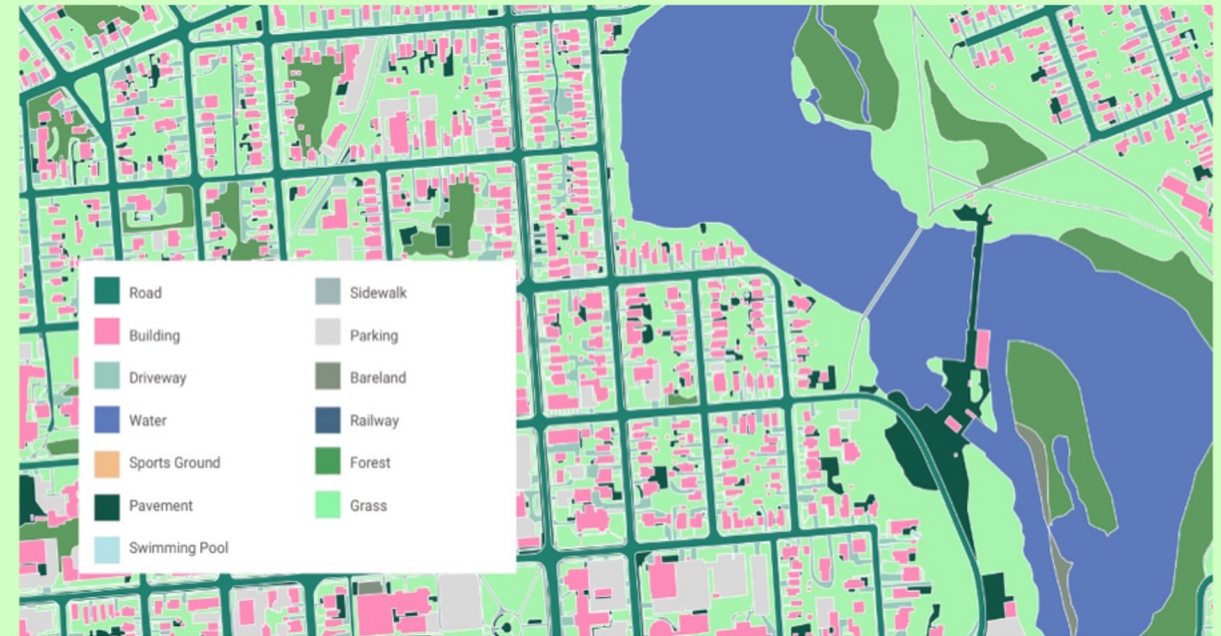 Road
Building
Driveway
Water
Sports Ground
Pavement
Swimming Pool
Sidewalk
Parking
Bareland
Railway
Forest
Grass